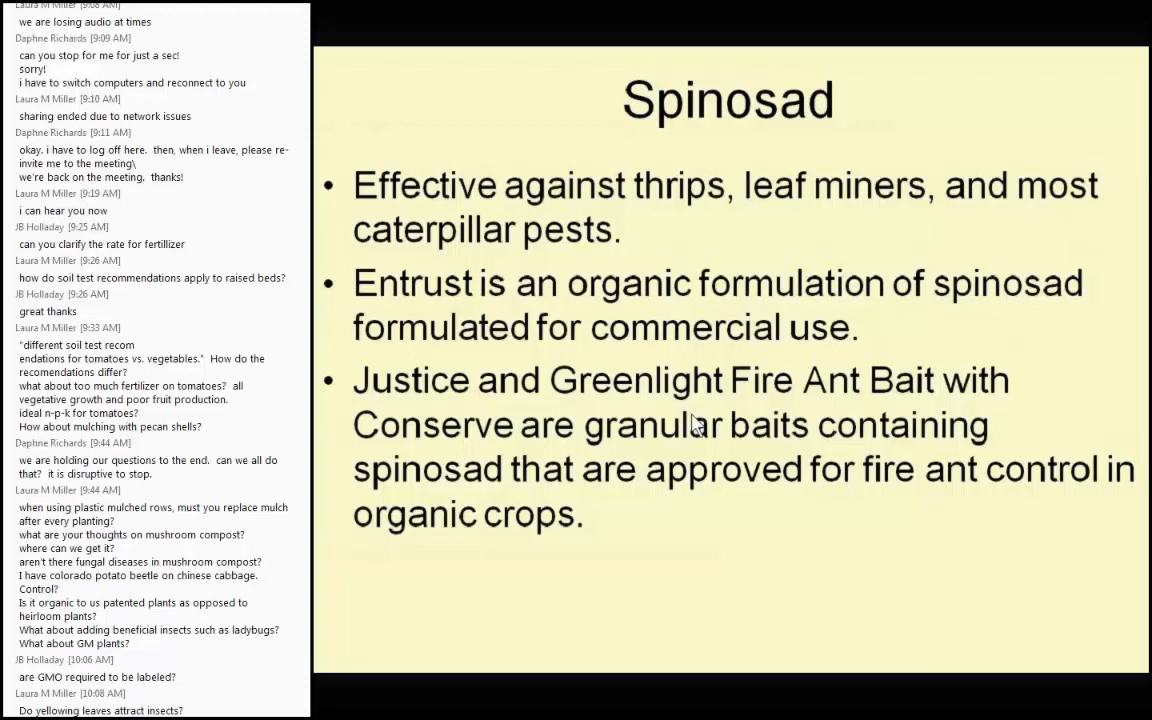 Laura M Miller [9:08 AM]
we are losing audio at times
Daphne Richards [9:09 AM]
can you stop for me for just a sec!
sorry!
i have to switch computers and reconnect to you
Laura M Miller [9:10 AM]
sharing ended due to network issues
Daphne Richards [9:11 AM]
okay. i have to log off here. then, when i leave, please re-
invite me to the meeting\
we're back on the meeting. thanks!
Laura M Miller [9:19 AM]
i can hear you now
JB Holladay [9:25 AM]
can you clarify the rate for fertillizer
Laura M Miller [9:26 AM]
how do soil test recommendations apply to raised beds?
JB Holladay [9:26 AM]
great thanks
Laura M Miller [9:33 AM]
"different soil test recom
endations for tomatoes vs. vegetables." How do the
recomendations differ?
what about too much fertilizer on tomatoes? all
vegetative growth and poor fruit production.
ideal n-p-k for tomatoes?
How about mulching with pecan shells?
Daphne Richards [9:44 AM]
we are holding our questions to the end. can we all do
that? it is disruptive to stop.
Laura M Miller [9:44 AM]
when using plastic mulched rows, must you replace mulch
after every planting?
what are your thoughts on mushroom compost?
where can we get it?
aren't there fungal diseases in mushroom compost?
I have colorado potato beetle on chinese cabbage.
Control?
Is it organic to us patented plants as opposed to
heirloom plants?
What about adding beneficial insects such as ladybugs?
What about GM plants?
JB Holladay [10:06 AM]
are GMO required to be labeled?
Laura M Miller [10:08 AM]
Do yellowing leaves attract insects?
Spinosad
• Effective against thrips, leaf miners, and most
caterpillar pests.
• Entrust is an organic formulation of spinosad
formulated for commercial use.
• Justice and Greenlight Fire Ant Bait with
Conserve are granular baits containing
spinosad that are approved for fire ant control in
organic crops.